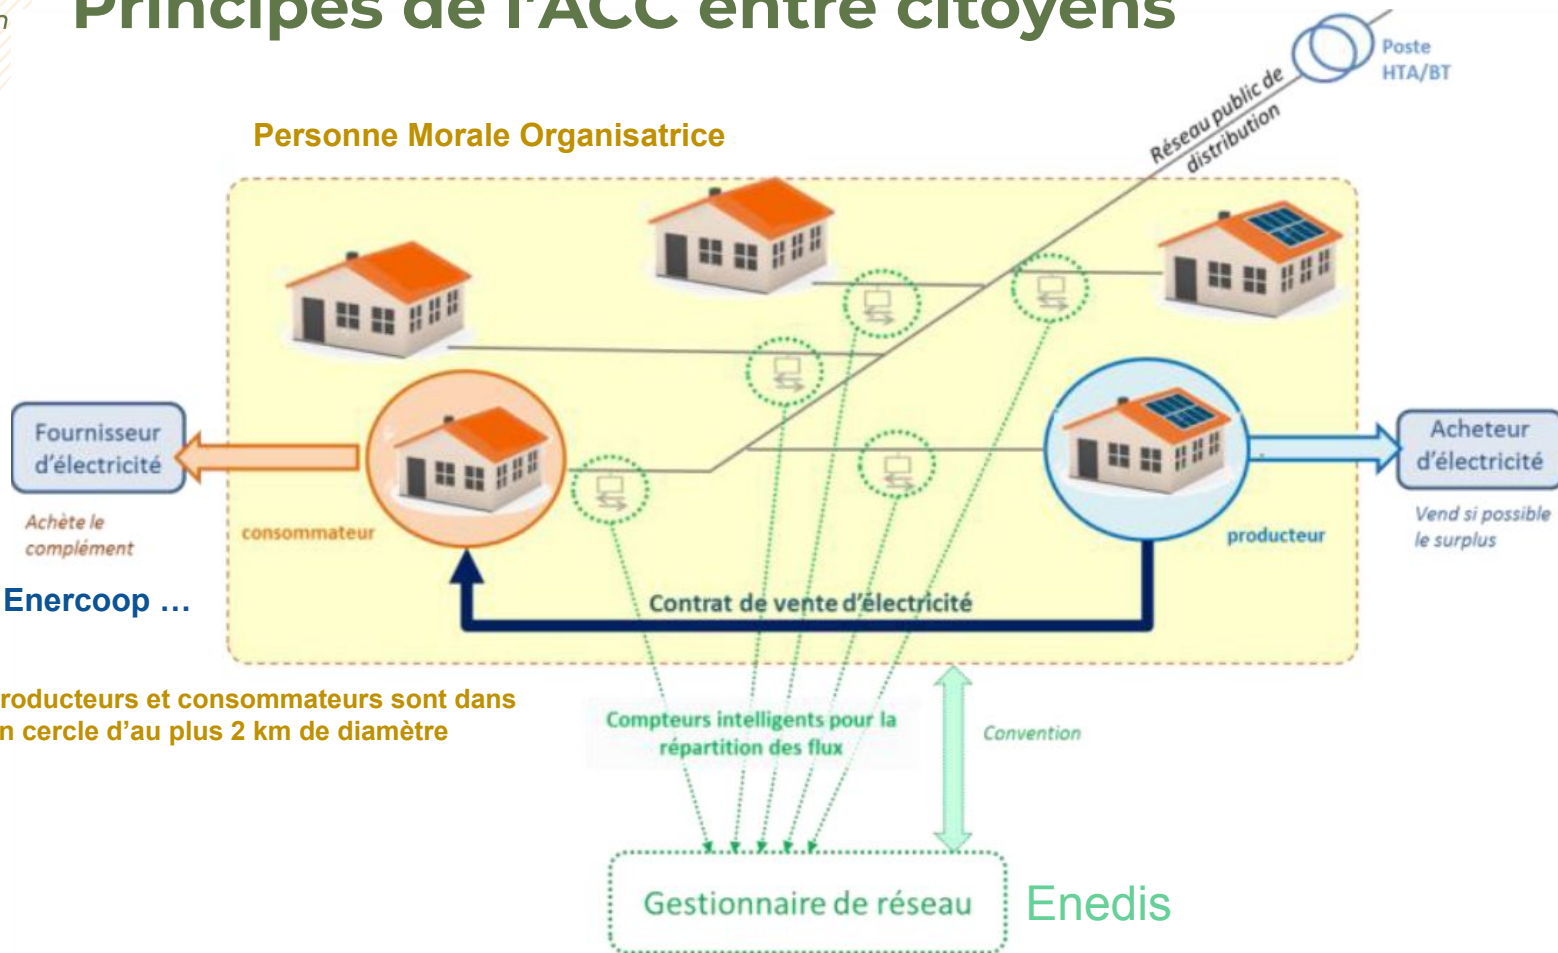 Principes de l'ACC entre citoyens
n
Poste
HTA/BT
Réseau public de
distribution
Personne Morale Organisatrice
Fournisseur
d'électricité
Achète le
complément
consommateur
Acheteur
d'électricité
Vend si possible
le surplus
producteur
Enercoop …
Contrat de vente d'électricité
roducteurs et consommateurs sont dans
n cercle d'au plus 2 km de diamètre
Compteurs intelligents pour la
répartition des flux
Convention
Gestionnaire de réseau
Enedis